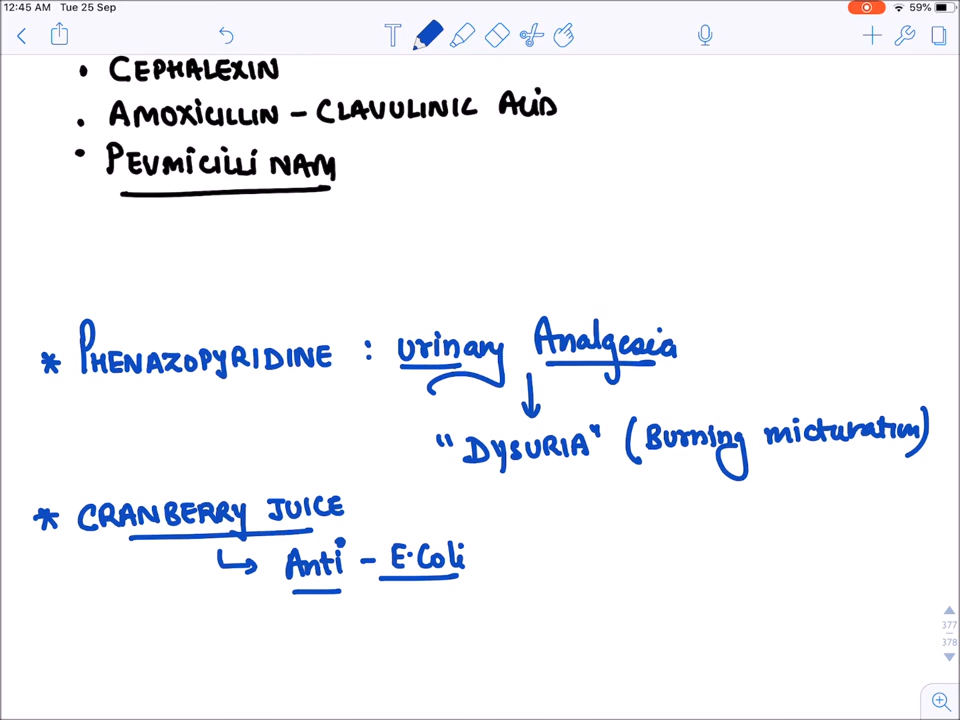 12:45 AM Tue 25 Sep 59%
• CEPHALEXIN
• AMOXICILLIN - CLAVULINIC ACID
• PEVMICILLINAM
* PHENAZOPYRIDINE : urinary Analgesia
"DYSURIA" (Burning micturation)
* CRANBERRY JUICE
↳ Anti - E.Coli
377
378